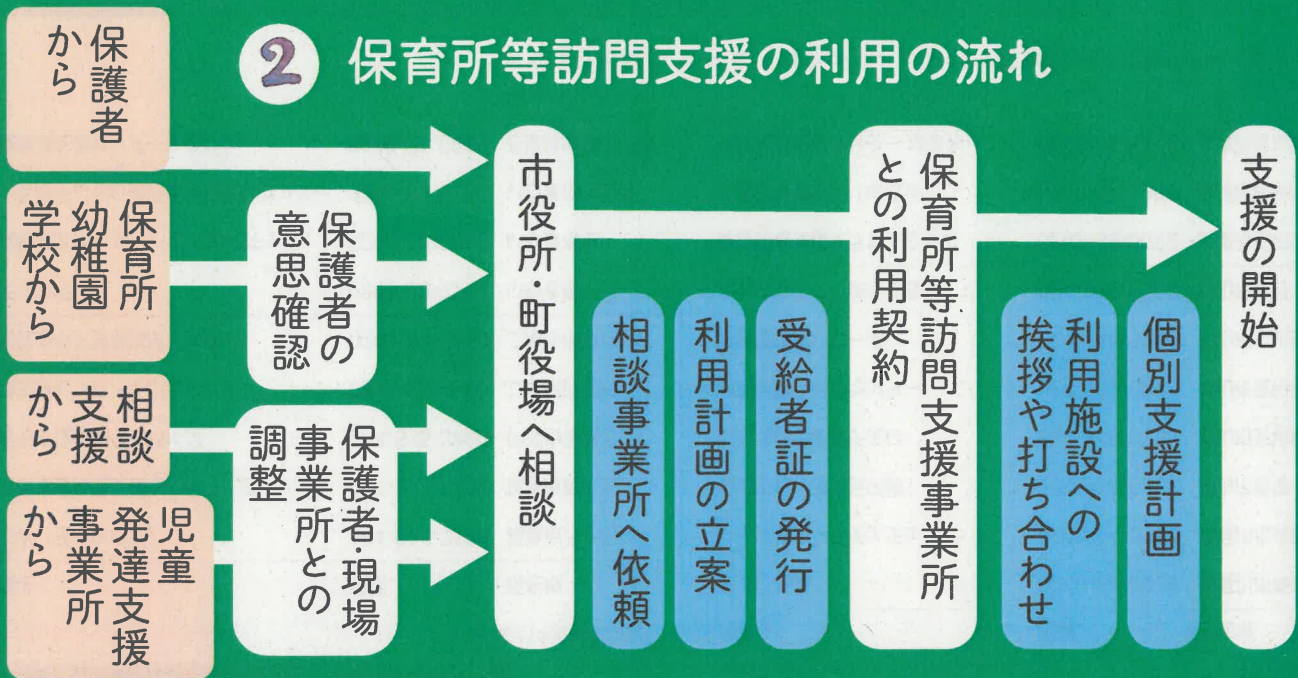 2 保育所等訪問支援の利用の流れ
保護者
から
保育所
幼稚園
学校から
相談
支援
から
児童
発達支援
事業所
から
保護者の
意思確認
保護者・現場
事業所との
調整
市役所・町役場へ相談
相談事業所へ依頼
利用計画の立案
受給者証の発行
保育所等訪問支援事業所
との利用契約
利用施設への
挨拶や打ち合わせ
個別支援計画
支援の開始